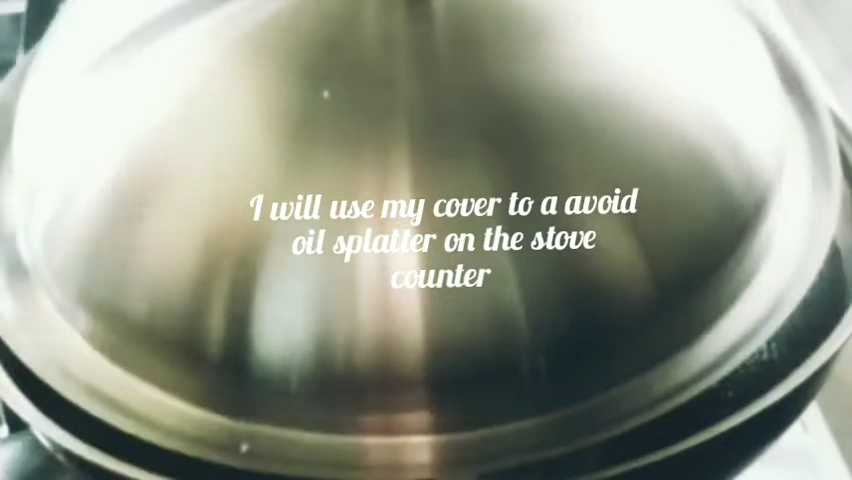 I will use my cover to a avoid
oil splatter on the stove
counter